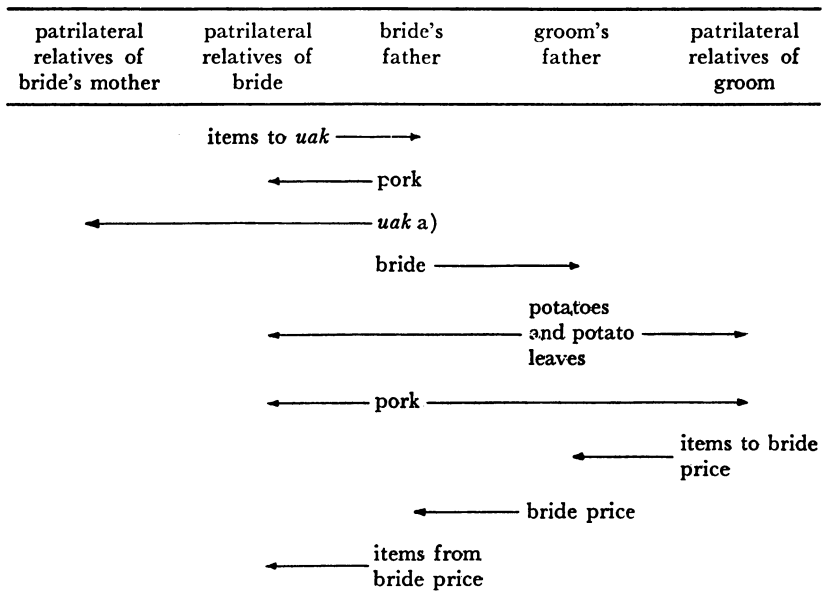 patrilateral relatives of bride's mother
patrilateral relatives of bride
bride's father
groom's father
patrilateral relatives of groom
items to uak
pork
uak a)
bride
potatoes
and potato
leaves
pork
items to bride
price
bride price
items from
bride price